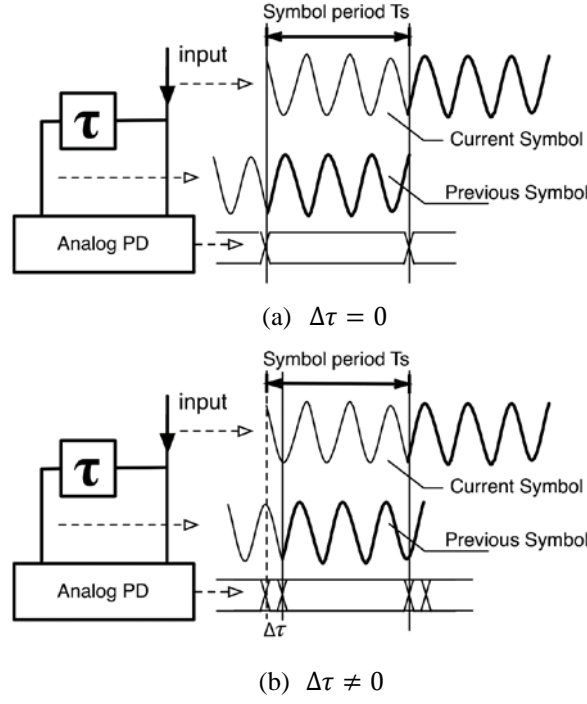 Symbol period Ts
input
τ
Current Symbol
Previous Symbol
Analog PD
(a) Δτ = 0
Symbol period Ts
input
τ
Current Symbol
Previous Symbol
Analog PD
Δτ
(b) Δτ ≠ 0